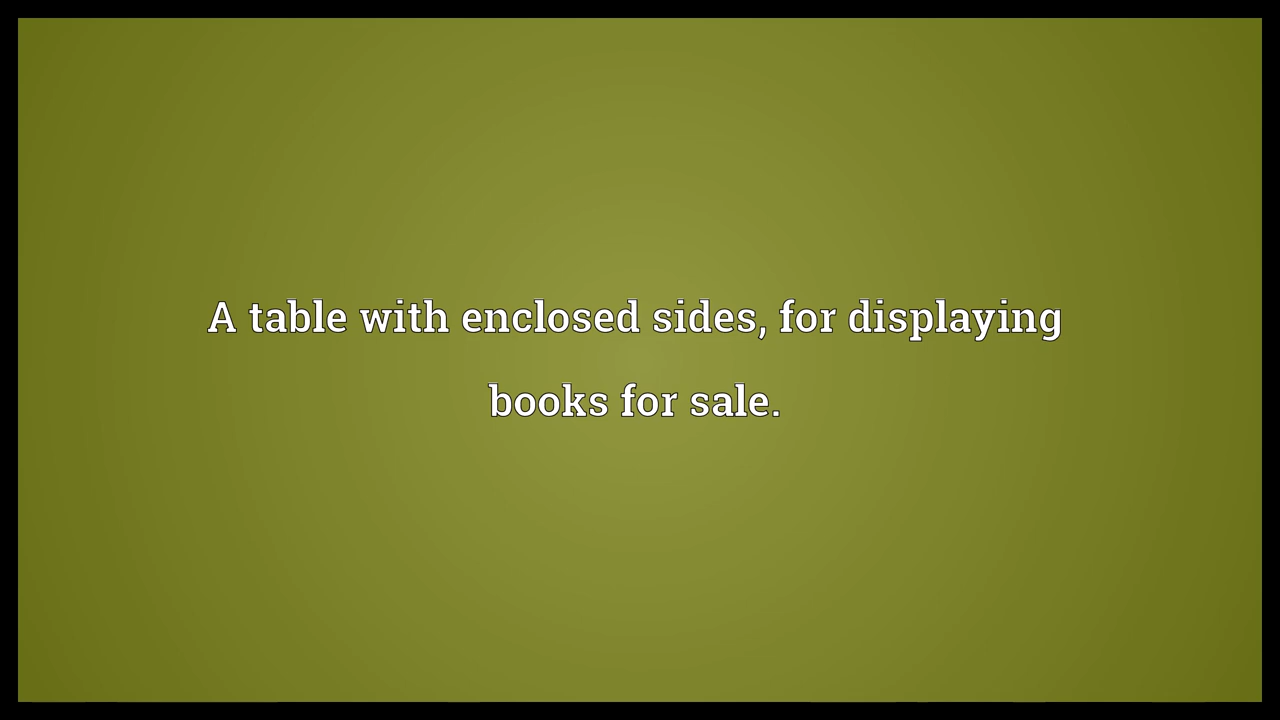 A table with enclosed sides, for displaying
books for sale.